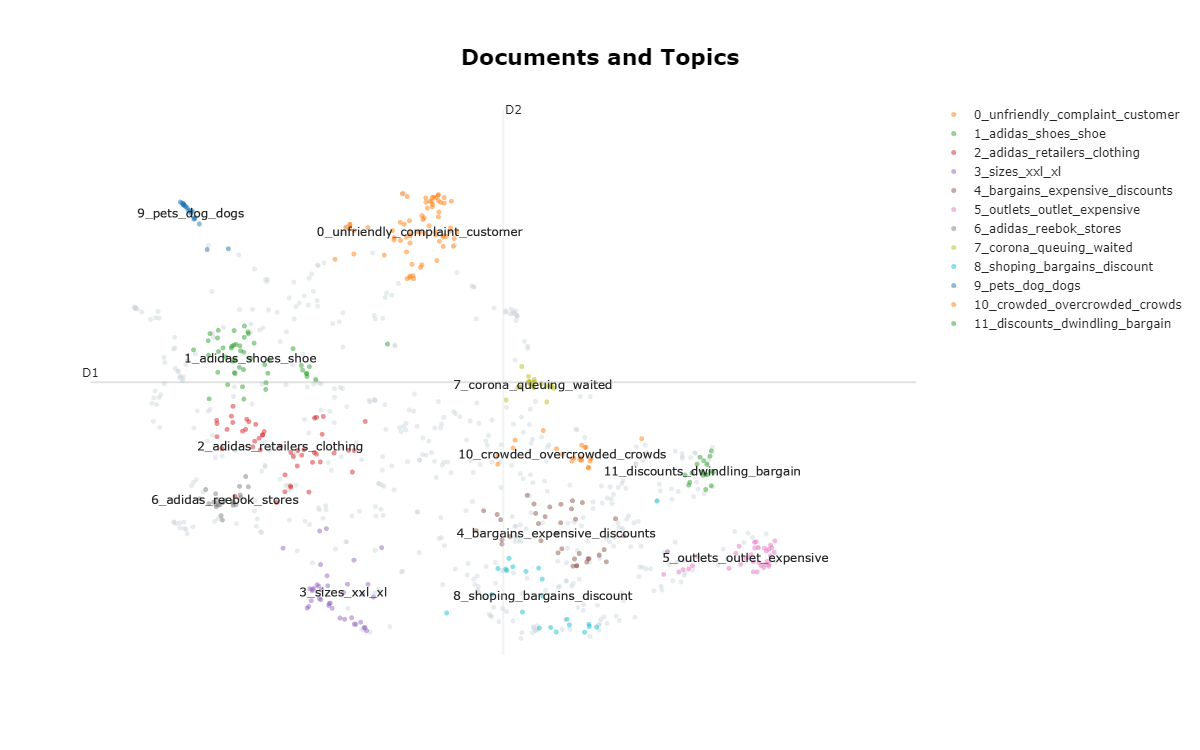 Documents and Topics
D2
0_unfriendly_complaint_customer
1_adidas_shoes_shoe
2_adidas_retailers_clothing
3_sizes_xxl_xl
4_bargains_expensive_discounts
5_outlets_outlet_expensive
6_adidas_reebok_stores
7_corona_queuing_waited
8_shoping_bargains_discount
9_pets_dog_dogs
10_crowded_overcrowded_crowds
11_discounts_dwindling_bargain
9_pets_dog_dogs
0_unfriendly_complaint_customer
1_adidas_shoes_shoe
D1
7_corona_queuing_waited
2_adidas_retailers_clothing
10_crowded_overcrowded_crowds
11_discounts_dwindling_bargain
6_adidas_reebok_stores
4_bargains_expensive_discounts
5_outlets_outlet_expensive
3_sizes_xxl_xl
8_shoping_bargains_discount